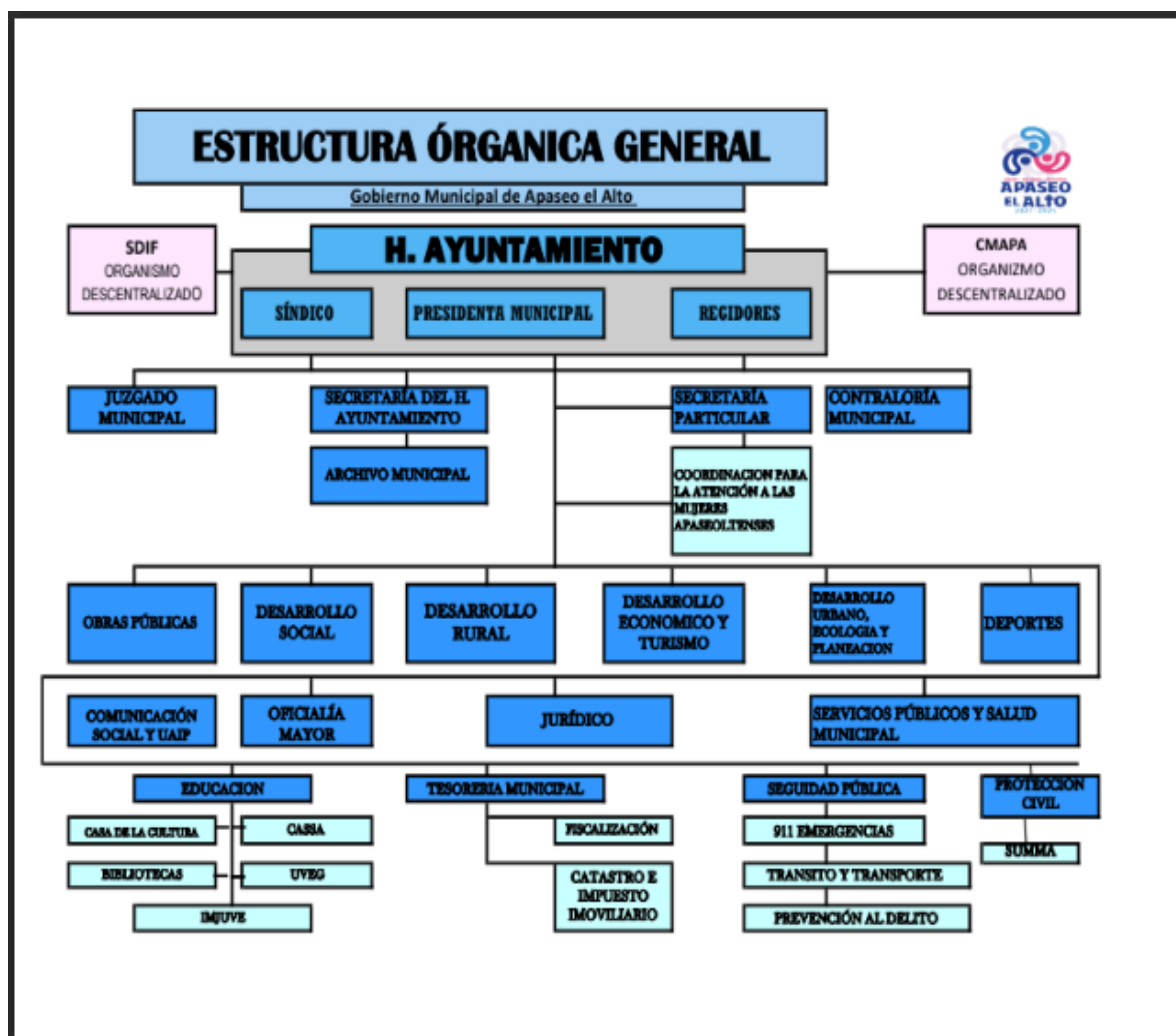 ESTRUCTURA ÓRGANICA GENERAL
Gobierno Municipal de Apaseo el Alto
APASEO
EL ALTO
SDIF
ORGANISMO
DESCENTRALIZADO
H. AYUNTAMIENTO
CMAPA
ORGANIZMO
DESCENTRALIZADO
SÍNDICO
PRESIDENTA MUNICIPAL
REGIDORES
JUZGADO
MUNICIPAL
SECRETARÍA DEL H.
AYUNTAMIENTO
SECRETARÍA
PARTICULAR
CONTRALORÍA
MUNICIPAL
ARCHIVO MUNICIPAL
COORDINACION PARA
LA ATENCIÓN A LAS
MUJERES
APASEOLTENSES
OBRAS PÚBLICAS
DESARROLLO
SOCIAL
DESARROLLO
RURAL
DESARROLLO
ECONOMICO Y
TURISMO
DESARROLLO
URBANO,
ECOLOGIA Y
PLANEACION
DEPORTES
COMUNICACIÓN
SOCIAL Y UAIP
OFICIALÍA
MAYOR
JURÍDICO
SERVICIOS PÚBLICOS Y SALUD
MUNICIPAL
EDUCACION
TESORERIA MUNICIPAL
SEGUIDAD PÚBLICA
PROTECCIÓN
CIVIL
CASA DE LA CULTURA
CASSA
FISCALIZACIÓN
911 EMERGENCIAS
SUMMA
BIBLIOTECAS
UVEG
CATASTRO E
IMPUESTO
IMOVILIARIO
TRANSITO Y TRANSPORTE
IMJUVE
PREVENCIÓN AL DELITO